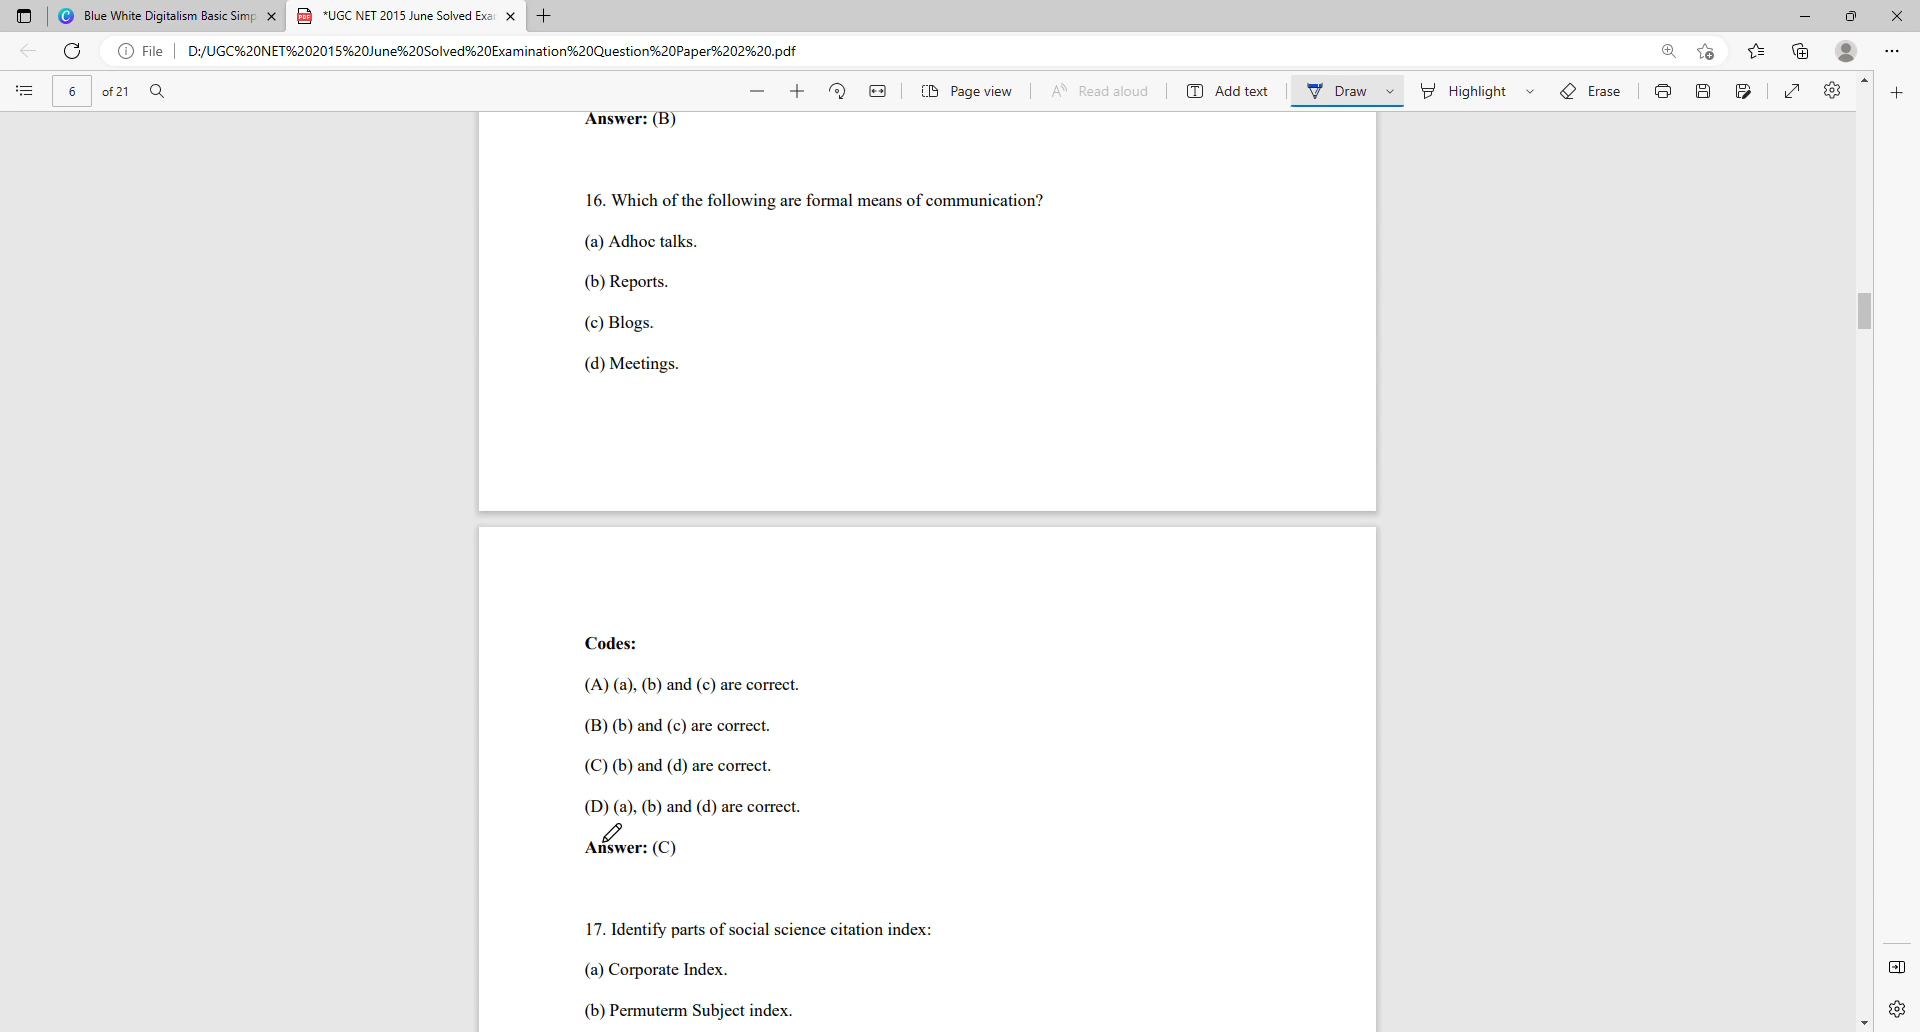 Blue White Digitalism Basic Simp
*UGC NET 2015 June Solved Exar
File
D:/UGC%20NET%202015%20June%20Solved%20Examination%20Question%20Paper%202%20.pdf
6 of 21
Page view
Read aloud
Add text
Draw
Highlight
Erase
Answer: (B)
16. Which of the following are formal means of communication?
(a) Adhoc talks.
(b) Reports.
(c) Blogs.
(d) Meetings.
Codes:
(A) (a), (b) and (c) are correct.
(B) (b) and (c) are correct.
(C) (b) and (d) are correct.
(D) (a), (b) and (d) are correct.
Answer: (C)
17. Identify parts of social science citation index:
(a) Corporate Index.
(b) Permuterm Subject index.